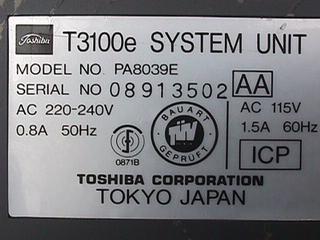 Toshiba T3100e SYSTEM UNIT
MODEL NO. PA8039E
SERIAL NO 08913502 AA
AC 220-240V
0.8A 50Hz
0871B
BAUART
TÜV
GEPRÜFT
AC 115V
1.5A 60Hz
ICP
TOSHIBA CORPORATION
TOKYO JAPAN